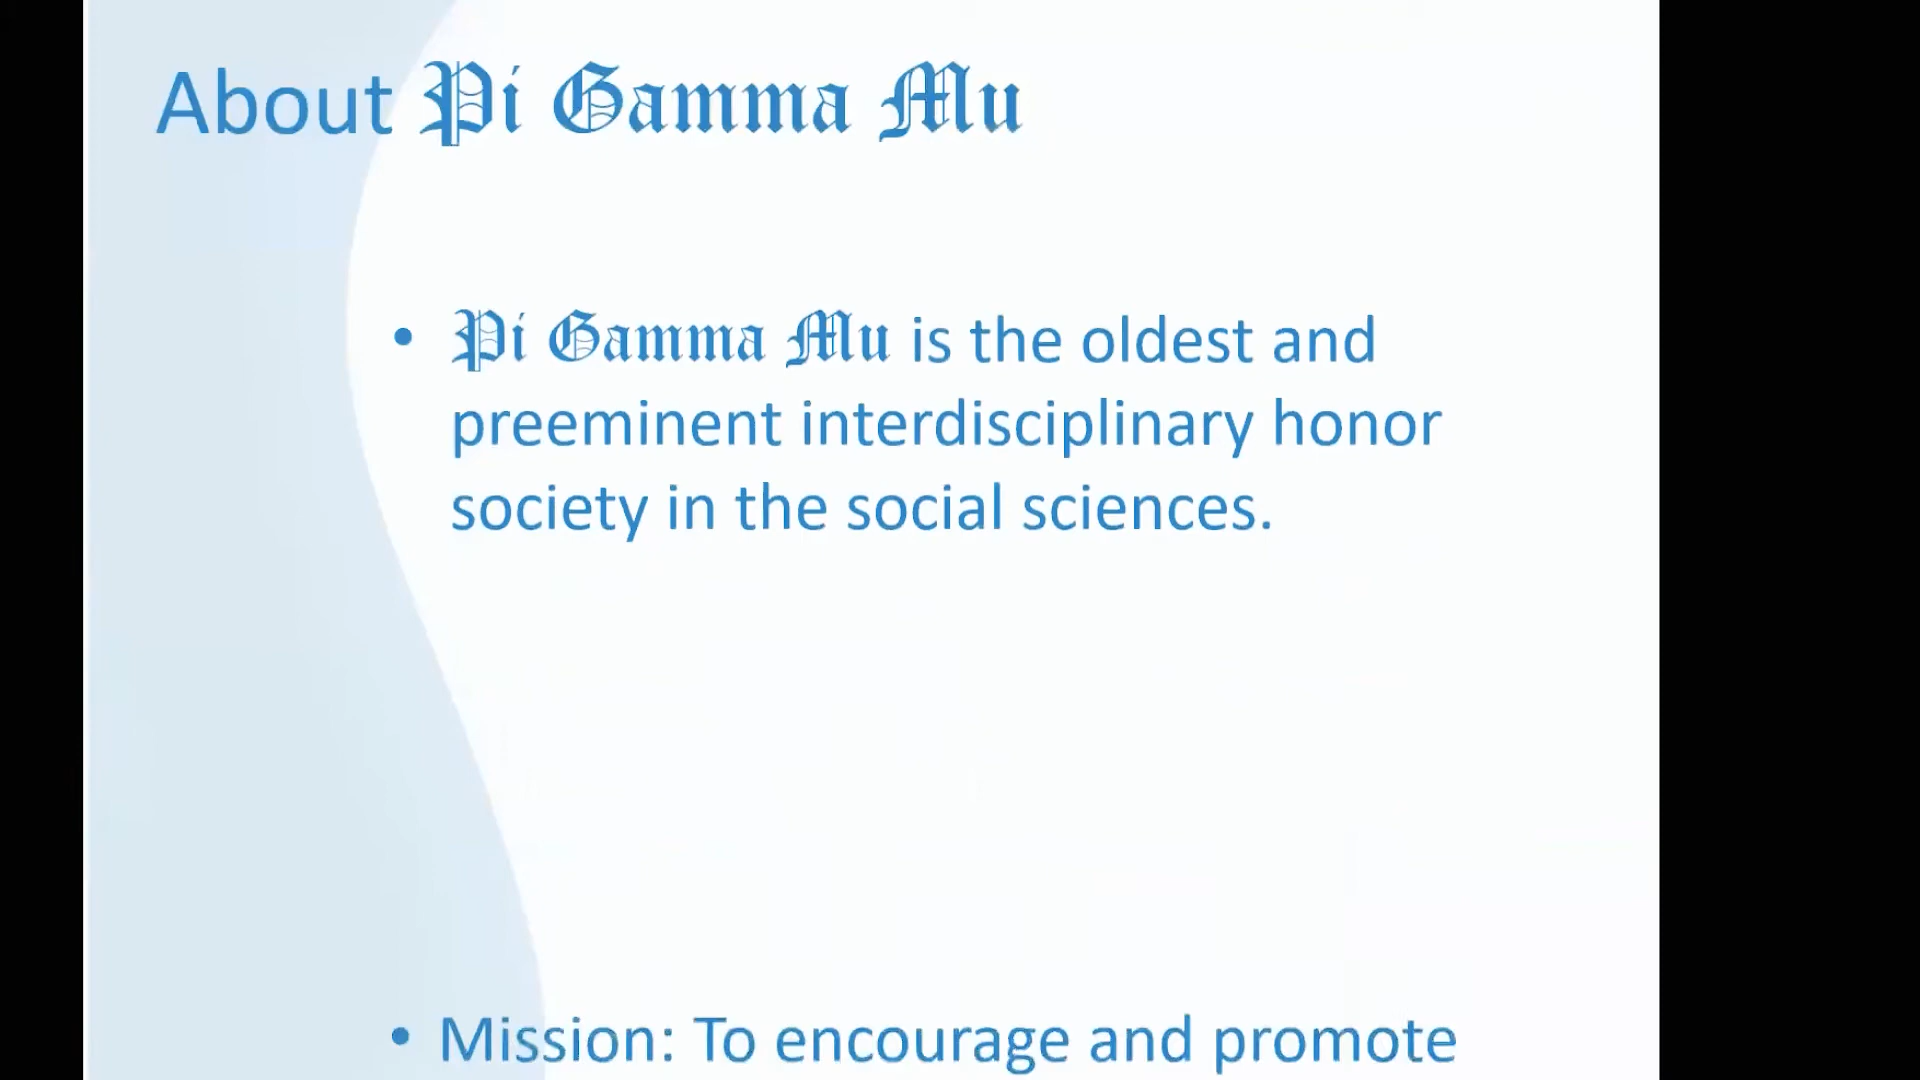 About Pi Gamma Mu
• Pi Gamma Mu is the oldest and
preeminent interdisciplinary honor
society in the social sciences.
• Mission: To encourage and promote